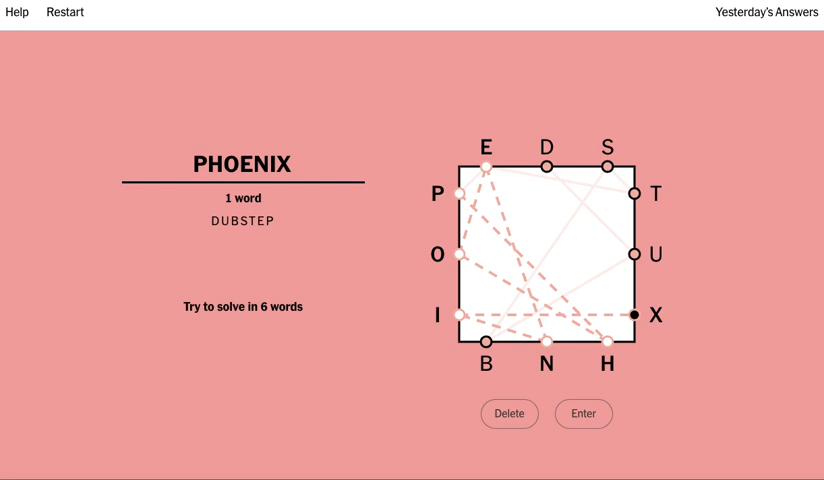 Help Restart Yesterday's Answers
PHOENIX
1 word
DUBSTEP
Try to solve in 6 words
E D S
P T
O U
I X
B N H
Delete Enter